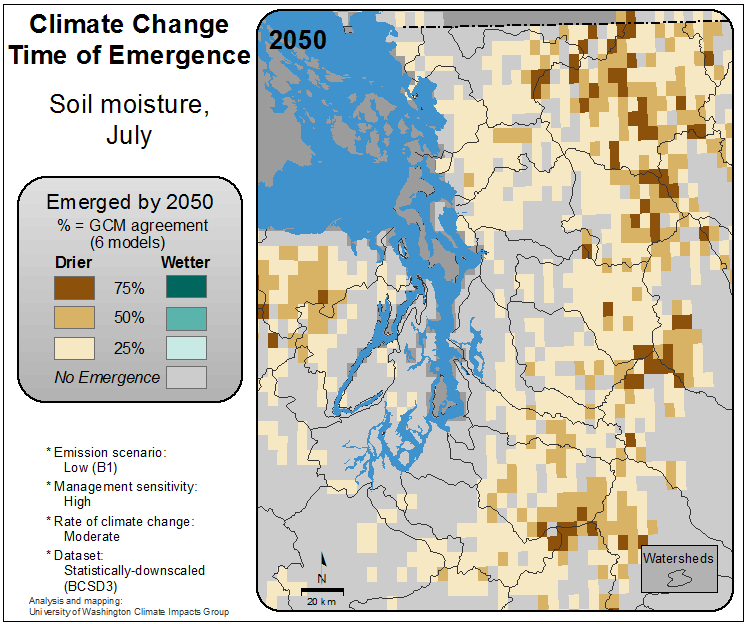 Climate Change
Time of Emergence
Soil moisture,
July
Emerged by 2050
% = GCM agreement
(6 models)
Drier Wetter
75%
50%
25%
No Emergence
* Emission scenario:
Low (B1)
* Management sensitivity:
High
* Rate of climate change:
Moderate
* Dataset:
Statistically-downscaled
(BCSD3)
Analysis and mapping:
University of Washington Climate Impacts Group
2050
N
20 km
Watersheds